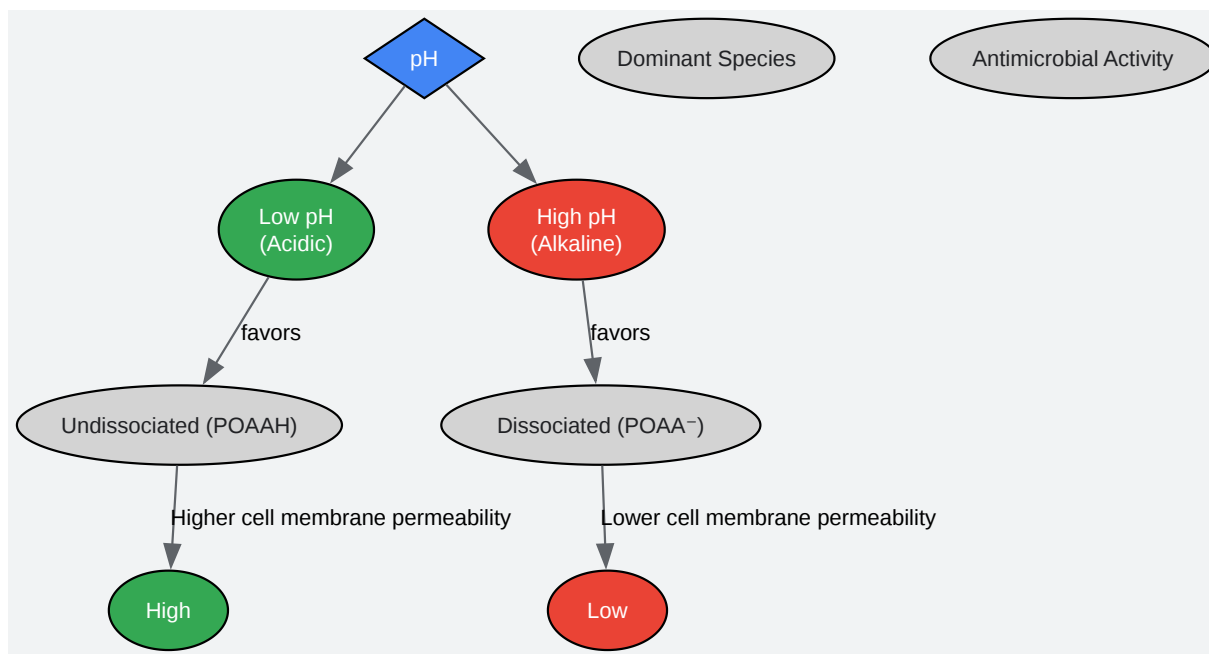 pH
Dominant Species
Antimicrobial Activity
Low pH
(Acidic)
High pH
(Alkaline)
favors
favors
Undissociated (POAAH)
Dissociated (POAA⁻)
Higher cell membrane permeability
Lower cell membrane permeability
High
Low